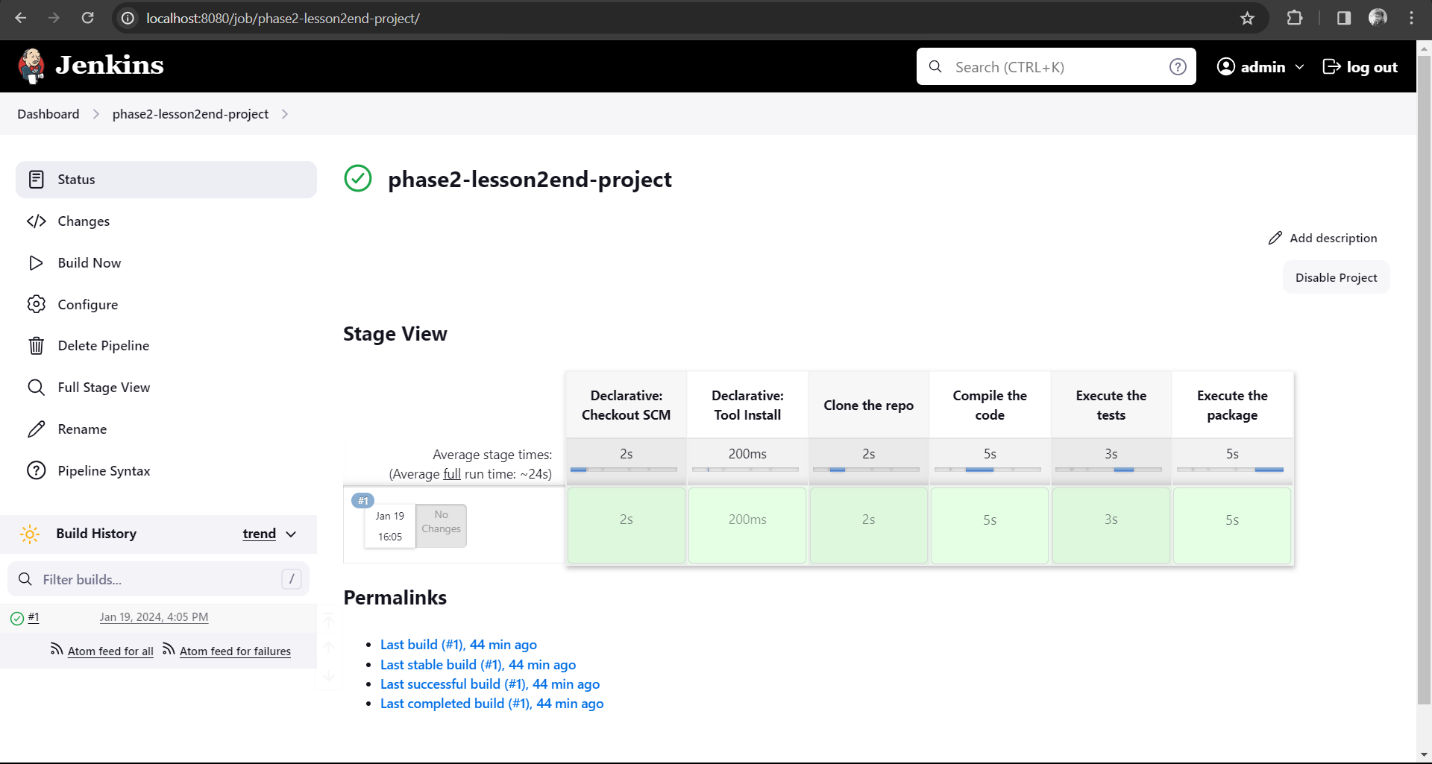 localhost:8080/job/phase2-lesson2end-project/
Jenkins
Search (CTRL+K)
?
admin
log out
Dashboard
phase2-lesson2end-project
Status
Changes
Build Now
Configure
Delete Pipeline
Full Stage View
Rename
Pipeline Syntax
Build History
trend
Filter builds...
/
#1
Jan 19, 2024, 4:05 PM
Atom feed for all
Atom feed for failures
phase2-lesson2end-project
Add description
Disable Project
Stage View
Declarative: Checkout SCM
Declarative: Tool Install
Clone the repo
Compile the code
Execute the tests
Execute the package
Average stage times:
(Average full run time: ~24s)
2s
200ms
2s
5s
3s
5s
#1
Jan 19
16:05
No
Changes
2s
200ms
2s
5s
3s
5s
Permalinks
Last build (#1), 44 min ago
Last stable build (#1), 44 min ago
Last successful build (#1), 44 min ago
Last completed build (#1), 44 min ago